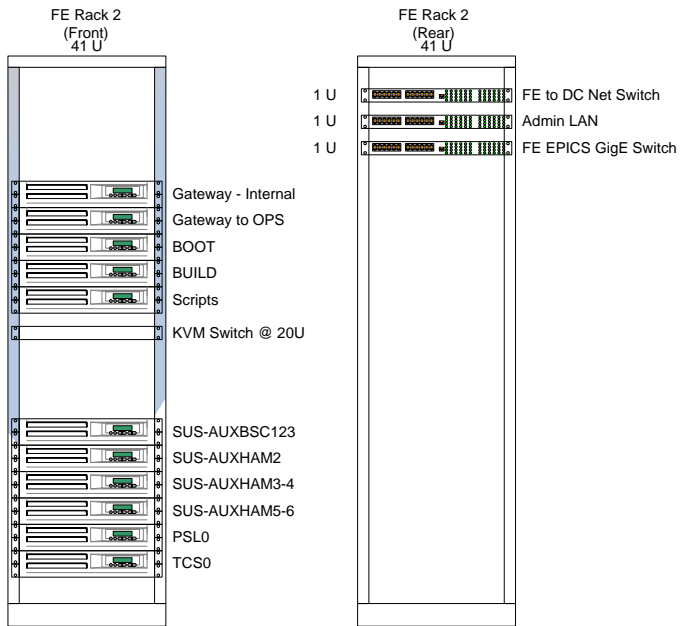 FE Rack 2
(Front)
41 U
Gateway - Internal
Gateway to OPS
BOOT
BUILD
Scripts
KVM Switch @ 20U
SUS-AUXBSC123
SUS-AUXHAM2
SUS-AUXHAM3-4
SUS-AUXHAM5-6
PSL0
TCS0
FE Rack 2
(Rear)
41 U
1 U FE to DC Net Switch
1 U Admin LAN
1 U FE EPICS GigE Switch